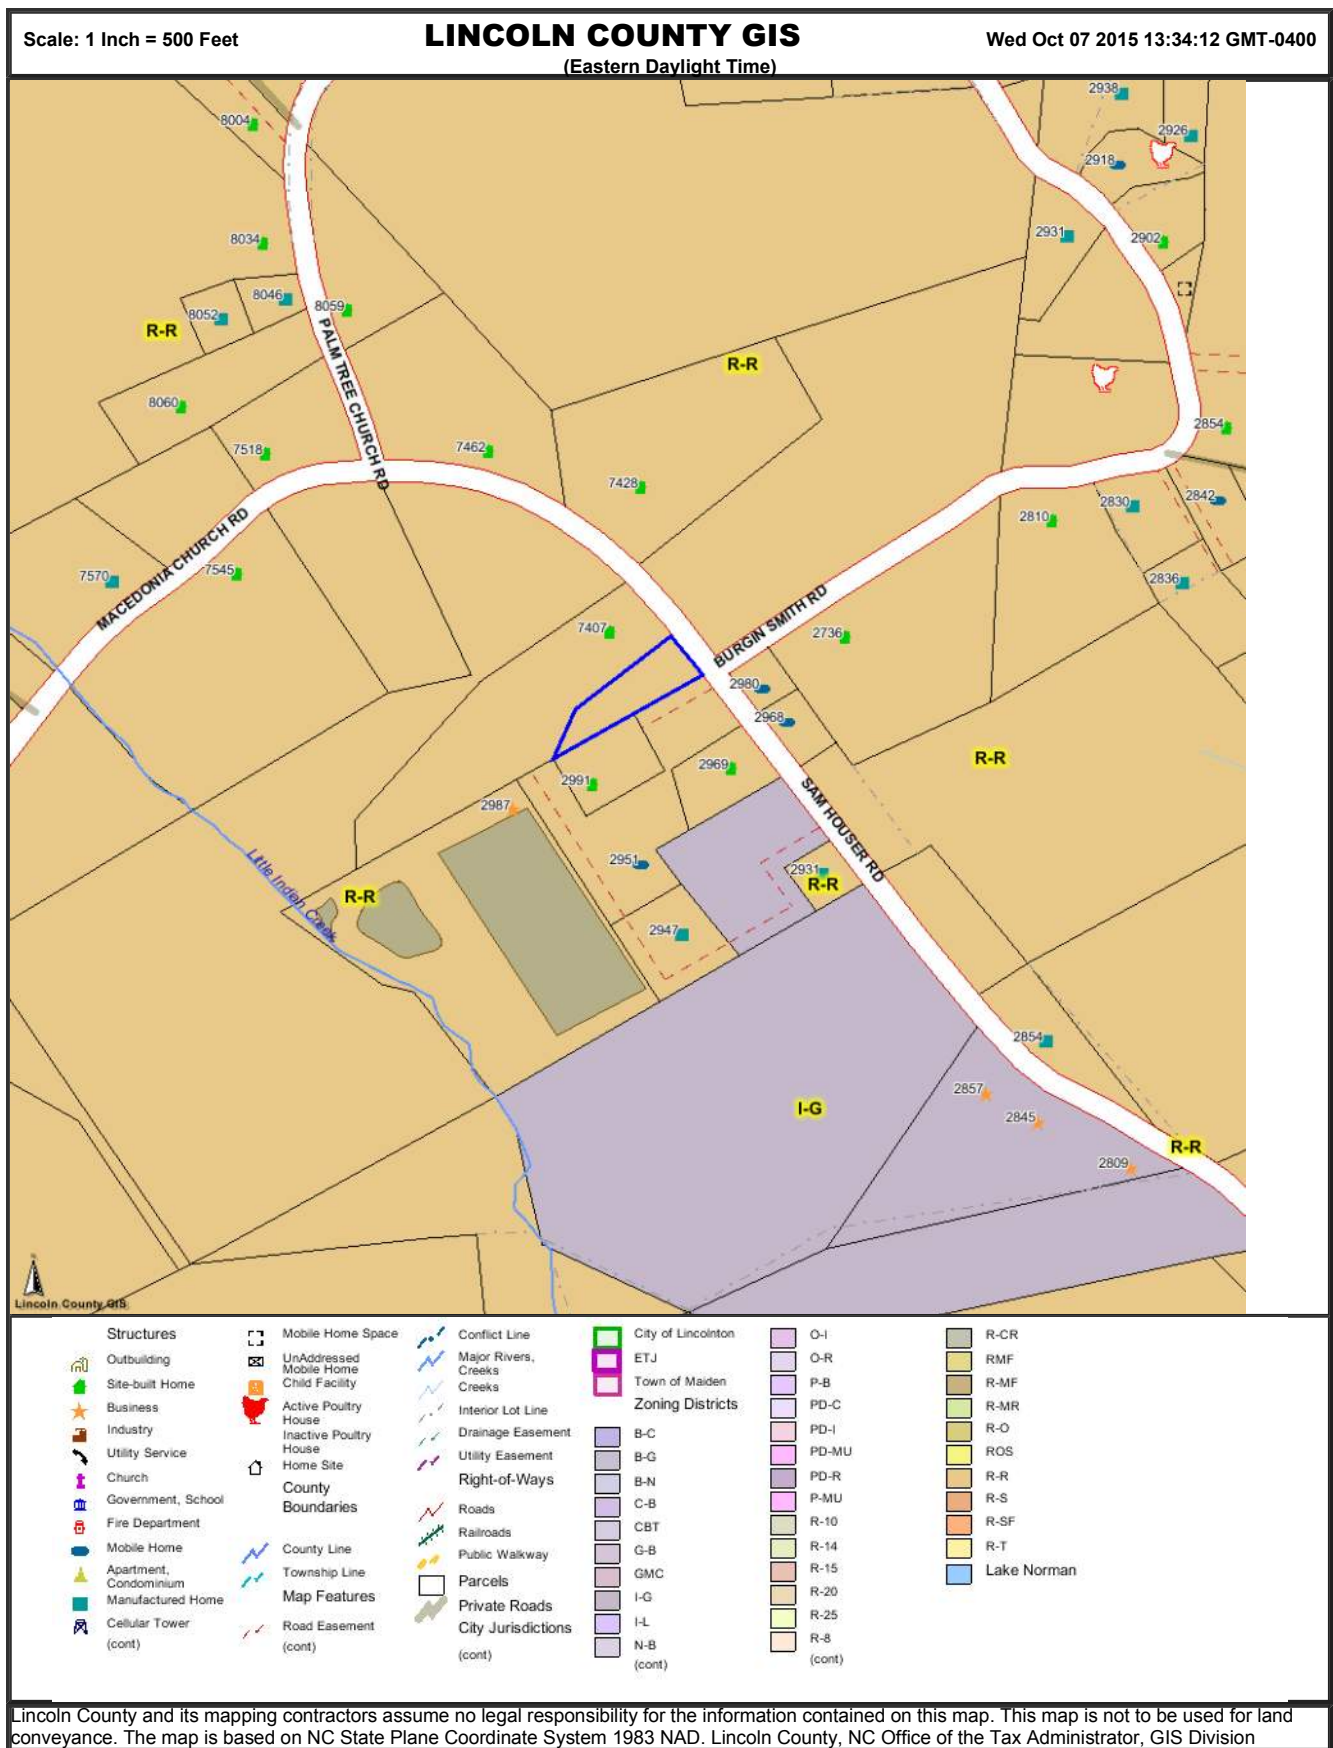 Scale: 1 Inch = 500 Feet
LINCOLN COUNTY GIS
(Eastern Daylight Time)
Wed Oct 07 2015 13:34:12 GMT-0400
2938
8004
2926
2918
2931
2902
8034
8046
8059
8052
R-R
PALM TREE CHURCH RD
R-R
8060
7518
7462
2854
7428
2842
2830
2810
MACEDONIA CHURCH RD
7570
7545
2836
BURGIN SMITH RD
7407
2736
2980
2968
R-R
2969
2991
SAM HOUSER RD
2987
2951
2931
R-R
Little Indian Creek
R-R
2947
2854
2857
I-G
2845
R-R
2809
Lincoln County GIS
Structures
Outbuilding
Site-built Home
Business
Industry
Utility Service
Church
Government, School
Fire Department
Mobile Home
Apartment,
Condominium
Manufactured Home
Cellular Tower
(cont)
Mobile Home Space
UnAddressed
Mobile Home
Child Facility
Active Poultry
House
Inactive Poultry
House
Home Site
County
Boundaries
County Line
Township Line
Map Features
Road Easement
(cont)
Conflict Line
Major Rivers,
Creeks
Creeks
Interior Lot Line
Drainage Easement
Utility Easement
Right-of-Ways
Roads
Railroads
Public Walkway
Parcels
Private Roads
City Jurisdictions
(cont)
City of Lincolnton
ETJ
Town of Maiden
Zoning Districts
B-C
B-G
B-N
C-B
CBT
G-B
GMC
I-G
I-L
N-B
(cont)
O-I
O-R
P-B
PD-C
PD-I
PD-MU
PD-R
P-MU
R-10
R-14
R-15
R-20
R-25
R-8
(cont)
R-CR
RMF
R-MF
R-MR
R-O
ROS
R-R
R-S
R-SF
R-T
Lake Norman
Lincoln County and its mapping contractors assume no legal responsibility for the information contained on this map. This map is not to be used for land
conveyance. The map is based on NC State Plane Coordinate System 1983 NAD. Lincoln County, NC Office of the Tax Administrator, GIS Division